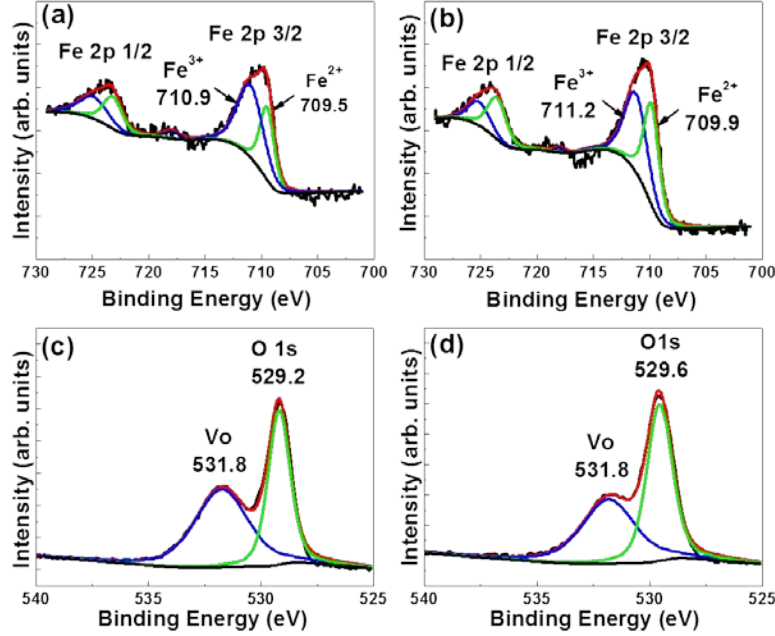 (a)
Fe 2p 1/2
Fe 2p 3/2
Fe³⁺
710.9
Fe²⁺
709.5
Intensity (arb. units)
730 725 720 715 710 705 700
Binding Energy (eV)
(b)
Fe 2p 1/2
Fe 2p 3/2
Fe³⁺
711.2
Fe²⁺
709.9
Intensity (arb. units)
730 725 720 715 710 705 700
Binding Energy (eV)
(c)
O 1s
529.2
Vo
531.8
Intensity (arb. units)
540 535 530 525
Binding Energy (eV)
(d)
O1s
529.6
Vo
531.8
Intensity (arb. units)
540 535 530 525
Binding Energy (eV)